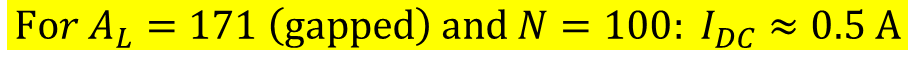 For A_L = 171 (gapped) and N = 100: I_DC ≈ 0.5 A